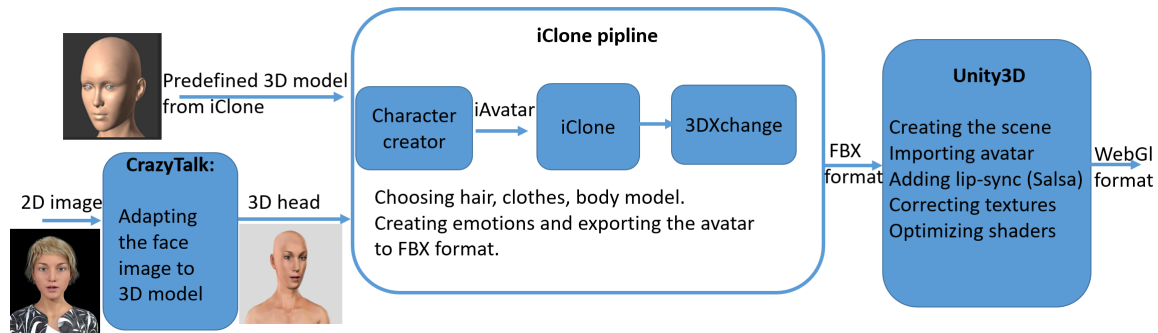 iClone pipline
Predefined 3D model
from iClone
Character
creator
iAvatar
iClone
3DXchange
Choosing hair, clothes, body model.
Creating emotions and exporting the avatar
to FBX format.
CrazyTalk:
2D image
Adapting
the face
image to
3D model
3D head
FBX
format
Unity3D
Creating the scene
Importing avatar
Adding lip-sync (Salsa)
Correcting textures
Optimizing shaders
WebGl
format